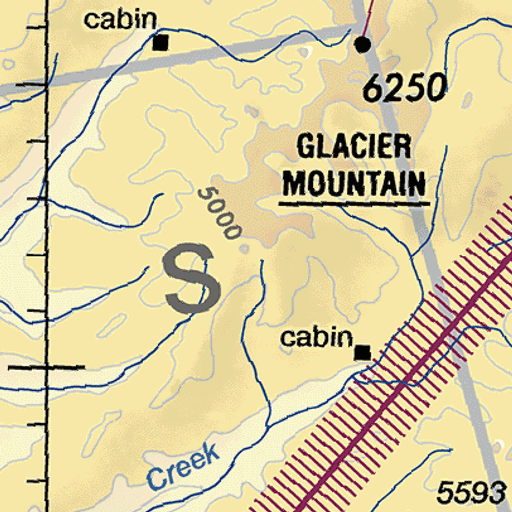 cabin
6250
GLACIER
MOUNTAIN
5000
S
cabin
Creek
5593